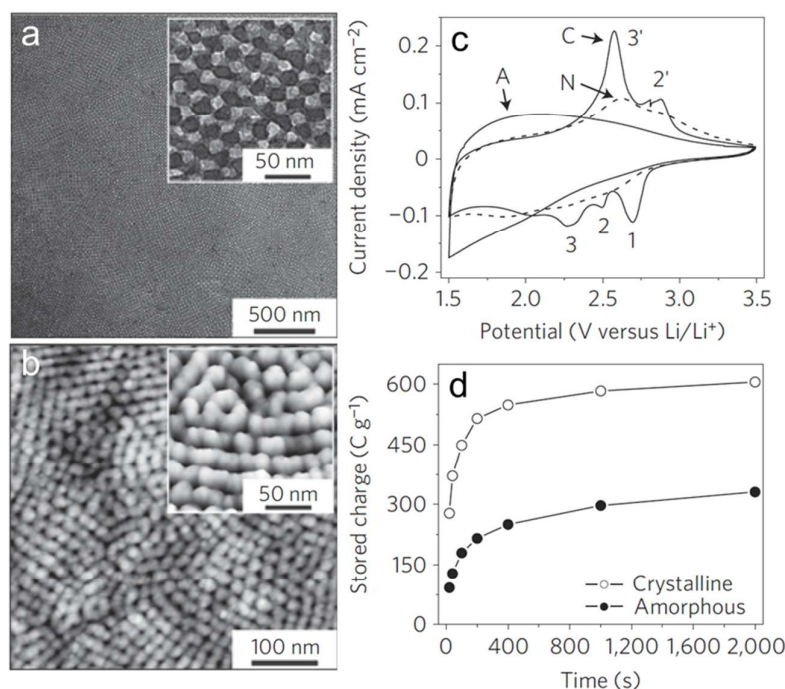 a
50 nm
500 nm
b
50 nm
100 nm
c
Current density (mA cm⁻²)
0.2
0.1
0
−0.1
−0.2
A
C
N
3'
2'
3
2
1
1.5
2.0
2.5
3.0
3.5
Potential (V versus Li/Li⁺)
d
Stored charge (C g⁻¹)
600
450
300
150
0
Crystalline
Amorphous
0
400
800
1,200
1,600
2,000
Time (s)